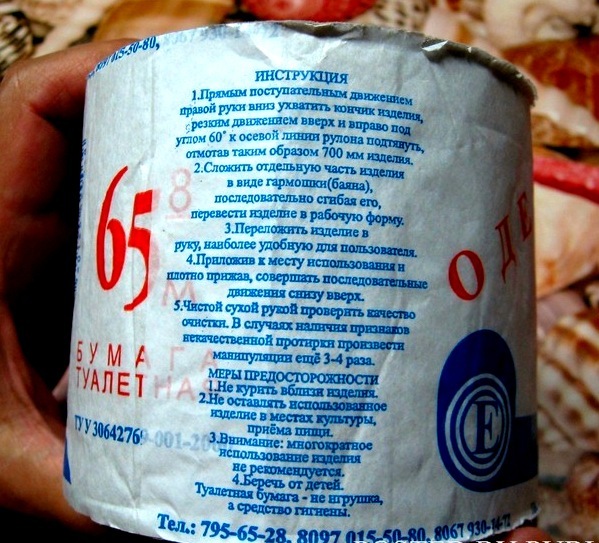 015-50-80,
ИНСТРУКЦИЯ
1.Прямым поступательным движением
правой руки вниз ухватить кончик изделия,
резким движением вверх и вправо под
углом 60° к осевой линии рулона подтянуть,
отмотав таким образом 700 мм изделия.
2.Сложить отдельную часть изделия
в виде гармошки(баяна),
последовательно сгибая его,
перевести изделие в рабочую форму.
3.Переложить изделие в
руку, наиболее удобную для пользователя.
4.Приложив к месту использования и
плотно прижав, совершать последовательные
движения снизу вверх.
5.Чистой сухой рукой проверить качество
очистки. В случаях наличия признаков
некачественной протирки произвести
манипуляции ещё 3-4 раза.
МЕРЫ ПРЕДОСТОРОЖНОСТИ
1.Не курить вблизи изделия.
2.Не оставлять использованное
изделие в местах культуры,
приёма пищи.
3.Внимание: многократное
использование изделия
не рекомендуется.
4.Беречь от детей.
Туалетная бумага - не игрушка,
а средство гигиены.
Тел.: 795-65-28, 8097 015-50-80, 8067 930-14-72
65
М
БУМАГА
ТУАЛЕТНАЯ
ТУ У 30642769-001-2
ОДЕ
Е